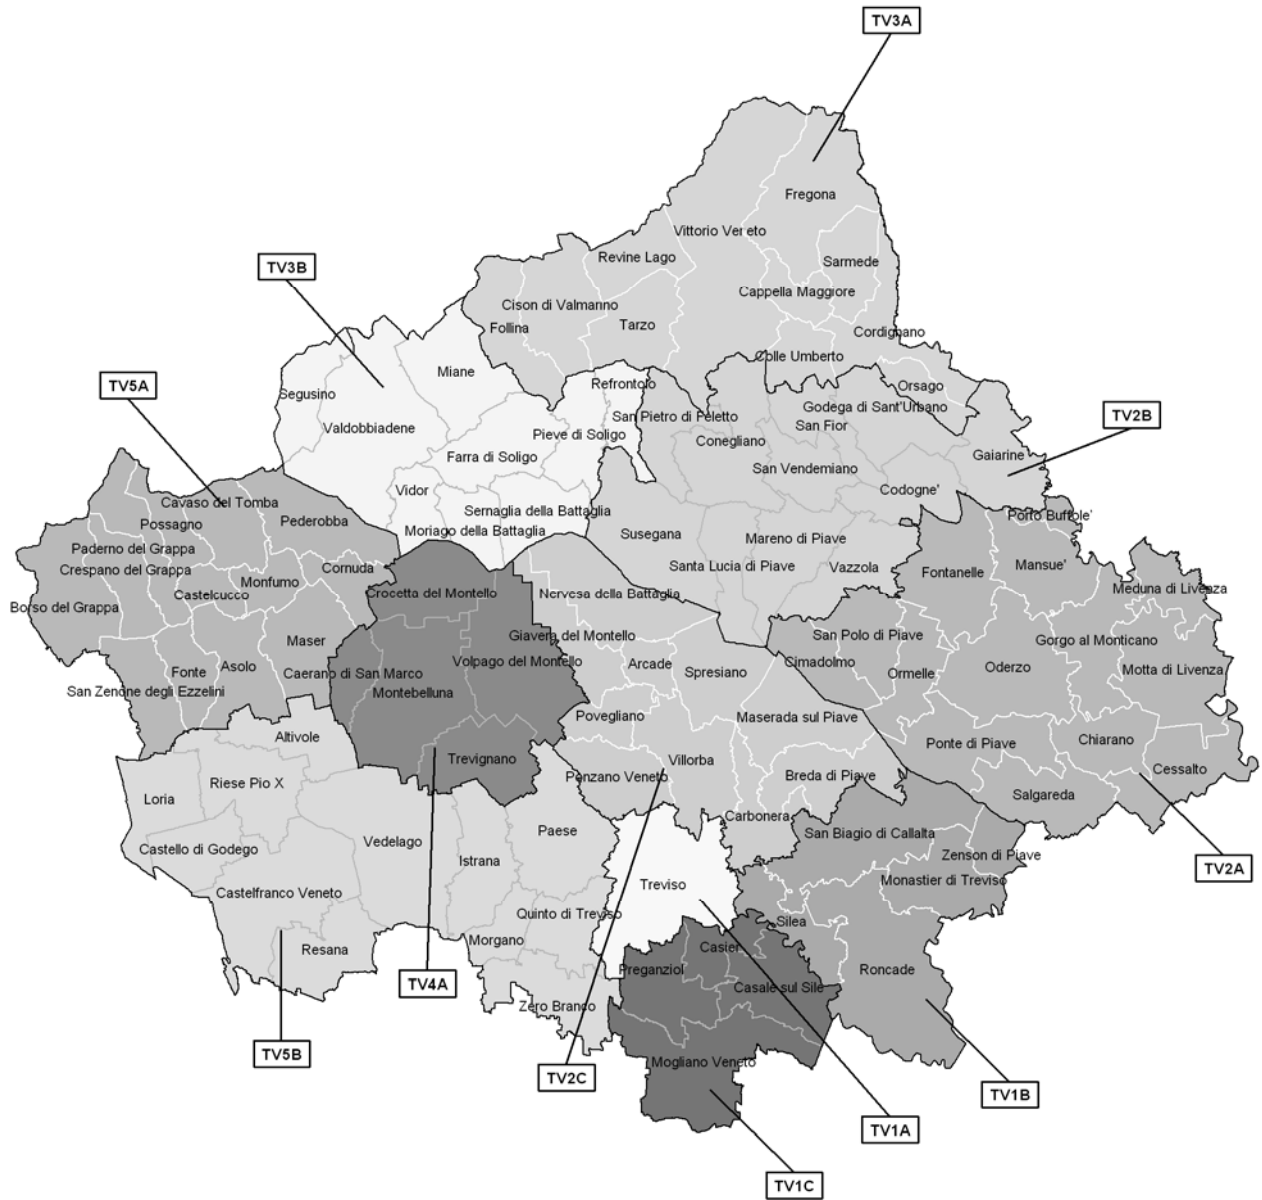 TV3A
Fregona
Vittorio Veneto
Revine Lago
Sarmede
TV3B
Cappella Maggiore
Cison di Valmarino
Tarzo
Follina
Cordignano
Colle Umberto
Miane
TV5A
Refrontolo
Orsago
Segusino
Godega di Sant'Urbano
TV2B
San Pietro di Feletto
San Fior
Valdobbiadene
Pieve di Soligo
Conegliano
Farra di Soligo
Gaiarine
San Vendemiano
Vidor
Codogne'
Cavaso del Tomba
Sernaglia della Battaglia
Porto Buffole'
Pederobba
Possagno
Moriago della Battaglia
Susegana
Mareno di Piave
Paderno del Grappa
Mansue'
Santa Lucia di Piave
Vazzola
Cornuda
Crespano del Grappa
Fontanelle
Monfumo
Meduna di Livenza
Castelcucco
Crocetta del Montello
Nervesa della Battaglia
Borso del Grappa
Giavera del Montello
San Polo di Piave
Maser
Gorgo al Monticano
Volpago del Montello
Arcade
Cimadolmo
Asolo
Oderzo
Motta di Livenza
Fonte
Caerano di San Marco
Spresiano
Ormelle
San Zenone degli Ezzelini
Montebelluna
Povegliano
Maserada sul Piave
Altivole
Ponte di Piave
Chiarano
Trevignano
Villorba
Cessalto
Riese Pio X
Ponzano Veneto
Breda di Piave
Salgareda
Loria
Carbonera
Paese
San Biagio di Callalta
Vedelago
Castello di Godego
Zenson di Piave
Istrana
TV2A
Monastier di Treviso
Treviso
Castelfranco Veneto
Quinto di Treviso
Silea
Morgano
Casier
Resana
Preganziol
Roncade
TV4A
Casale sul Sile
Zero Branco
TV5B
Mogliano Veneto
TV2C
TV1B
TV1A
TV1C